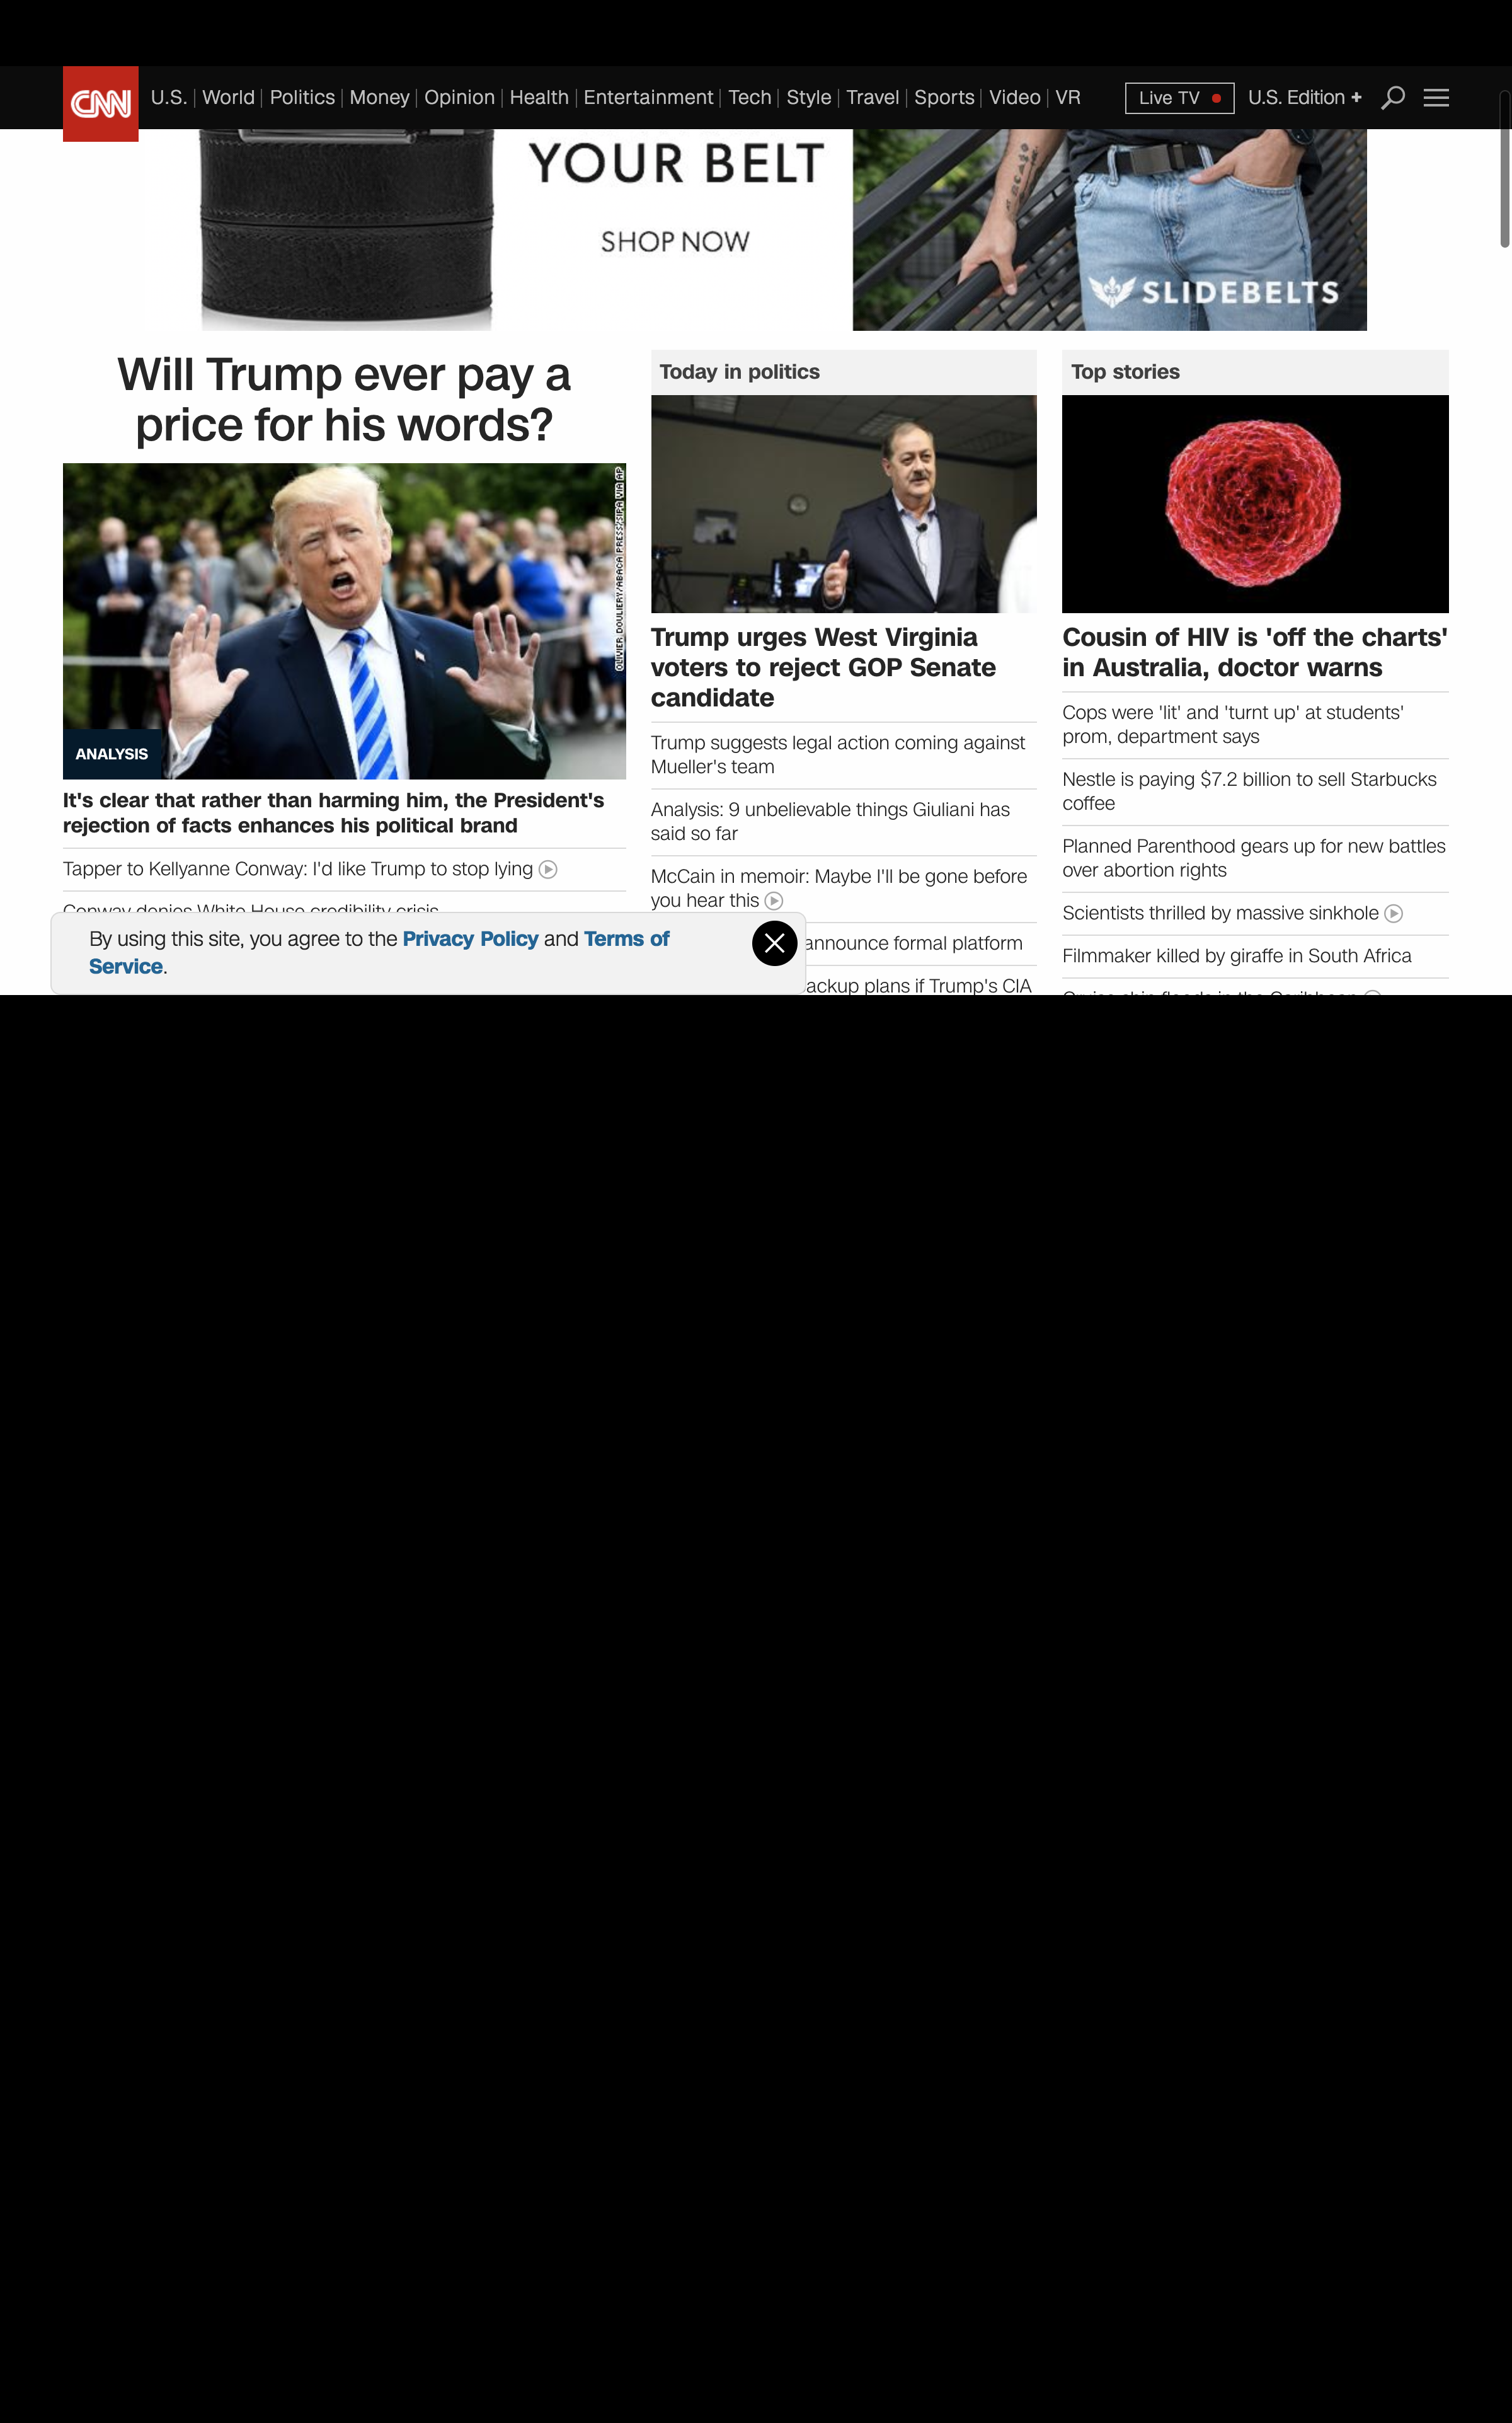 CNN
U.S. World Politics Money Opinion Health Entertainment Tech Style Travel Sports Video VR
Live TV U.S. Edition +
YOUR BELT
SHOP NOW
SLIDEBELTS
Will Trump ever pay a
price for his words?
OLIVIER DOULIERY/ABACA PRESS/SIPA VIA AP
ANALYSIS
It's clear that rather than harming him, the President's
rejection of facts enhances his political brand
Tapper to Kellyanne Conway: I'd like Trump to stop lying
Conway denies White House credibility crisis
Today in politics
Trump urges West Virginia
voters to reject GOP Senate
candidate
Trump suggests legal action coming against
Mueller's team
Analysis: 9 unbelievable things Giuliani has
said so far
McCain in memoir: Maybe I'll be gone before
you hear this
announce formal platform
plans if Trump's CIA
Top stories
Cousin of HIV is 'off the charts'
in Australia, doctor warns
Cops were 'lit' and 'turnt up' at students'
prom, department says
Nestle is paying $7.2 billion to sell Starbucks
coffee
Planned Parenthood gears up for new battles
over abortion rights
Scientists thrilled by massive sinkhole
Filmmaker killed by giraffe in South Africa
Cruise ship floods in the Caribbean
By using this site, you agree to the Privacy Policy and Terms of
Service.